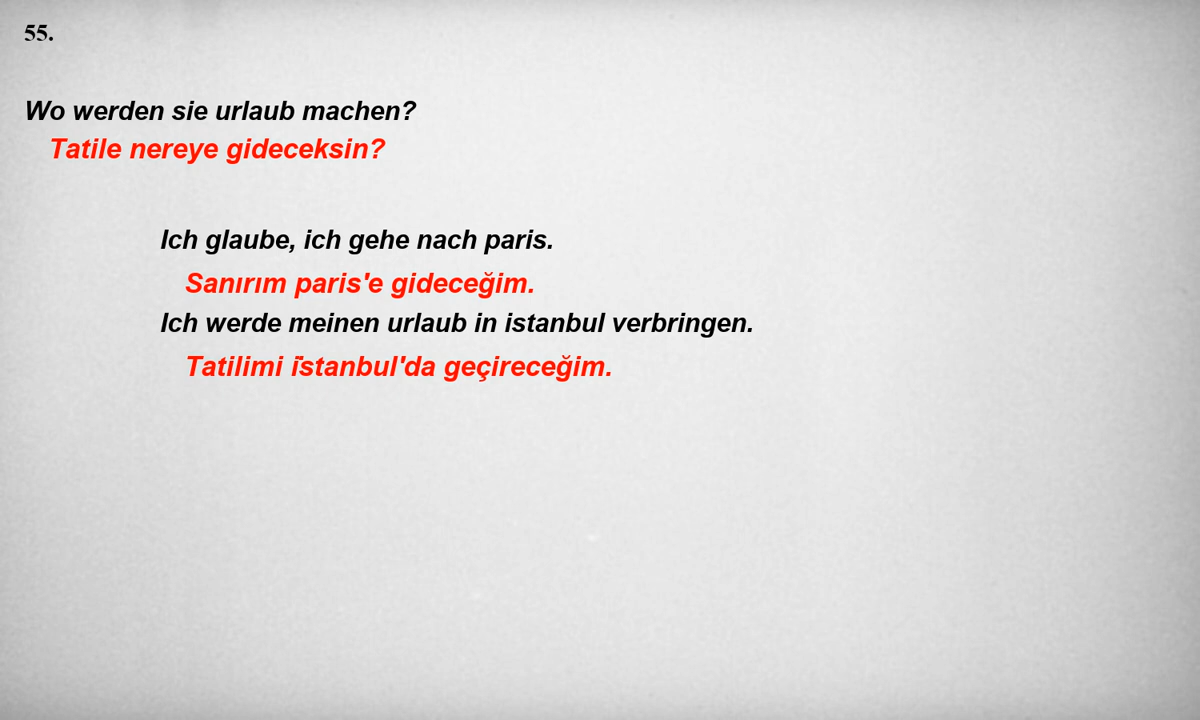 55.
Wo werden sie urlaub machen?
Tatile nereye gideceksin?
Ich glaube, ich gehe nach paris.
Sanırım paris'e gideceğim.
Ich werde meinen urlaub in istanbul verbringen.
Tatilimi i̇stanbul'da geçireceğim.